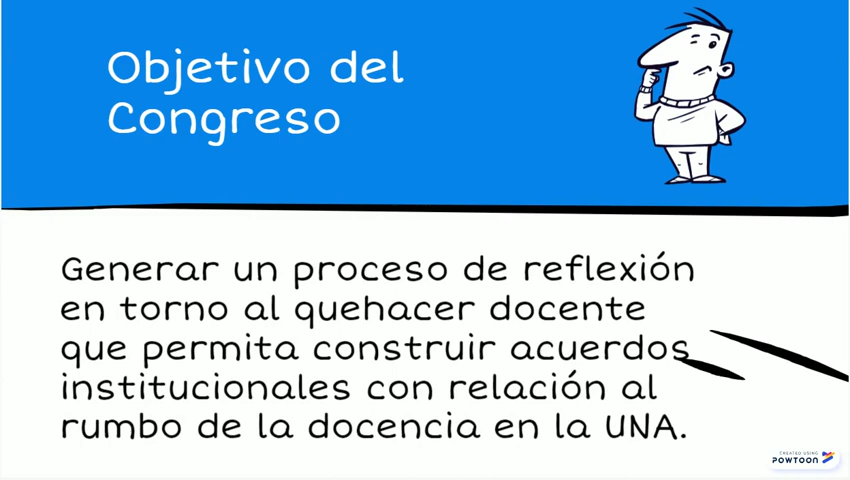 Objetivo del
Congreso
Generar un proceso de reflexión
en torno al quehacer docente
que permita construir acuerdos
institucionales con relación al
rumbo de la docencia en la UNA.
CREATED USING
POWTOON